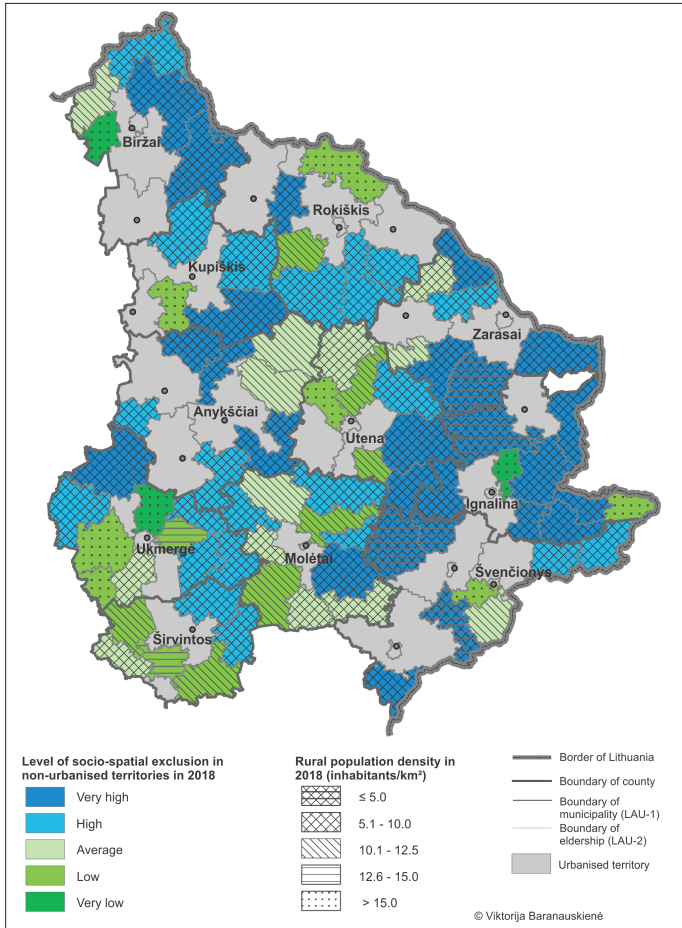 Biržai
Rokiškis
Kupiškis
Zarasai
Anykščiai
Utena
Ignalina
Ukmergė
Molėtai
Švenčionys
Širvintos
Level of socio-spatial exclusion in
non-urbanised territories in 2018
Very high
High
Average
Low
Very low
Rural population density in
2018 (inhabitants/km²)
≤ 5.0
5.1 - 10.0
10.1 - 12.5
12.6 - 15.0
> 15.0
Border of Lithuania
Boundary of county
Boundary of
municipality (LAU-1)
Boundary of
eldership (LAU-2)
Urbanised territory
© Viktorija Baranauskienė